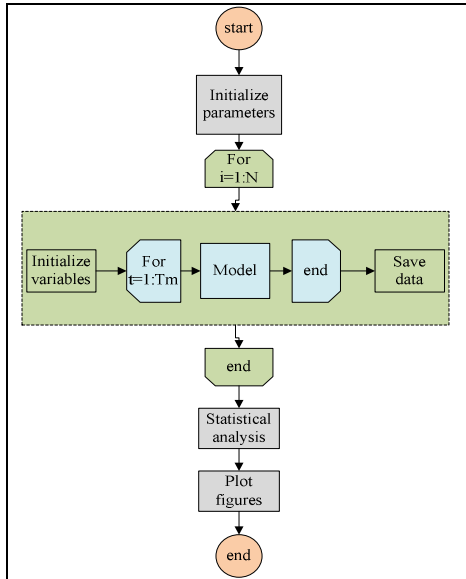 start
Initialize
parameters
For
i=1:N
Initialize
variables
For
t=1:Tm
Model
end
Save
data
end
Statistical
analysis
Plot
figures
end